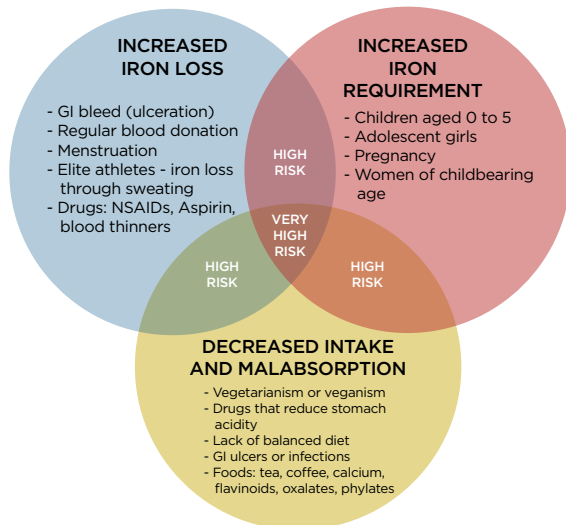 INCREASED
IRON LOSS
- GI bleed (ulceration)
- Regular blood donation
- Menstruation
- Elite athletes - iron loss
through sweating
- Drugs: NSAIDs, Aspirin,
blood thinners
INCREASED
IRON
REQUIREMENT
- Children aged 0 to 5
- Adolescent girls
- Pregnancy
- Women of childbearing
age
HIGH
RISK
VERY
HIGH
RISK
HIGH
RISK
HIGH
RISK
DECREASED INTAKE
AND MALABSORPTION
- Vegetarianism or veganism
- Drugs that reduce stomach
acidity
- Lack of balanced diet
- GI ulcers or infections
- Foods: tea, coffee, calcium,
flavinoids, oxalates, phylates